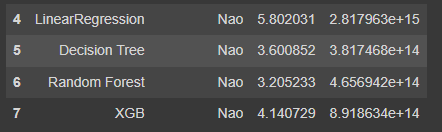 4 LinearRegression Nao 5.802031 2.817963e+15
5 Decision Tree Nao 3.600852 3.817468e+14
6 Random Forest Nao 3.205233 4.656942e+14
7 XGB Nao 4.140729 8.918634e+14